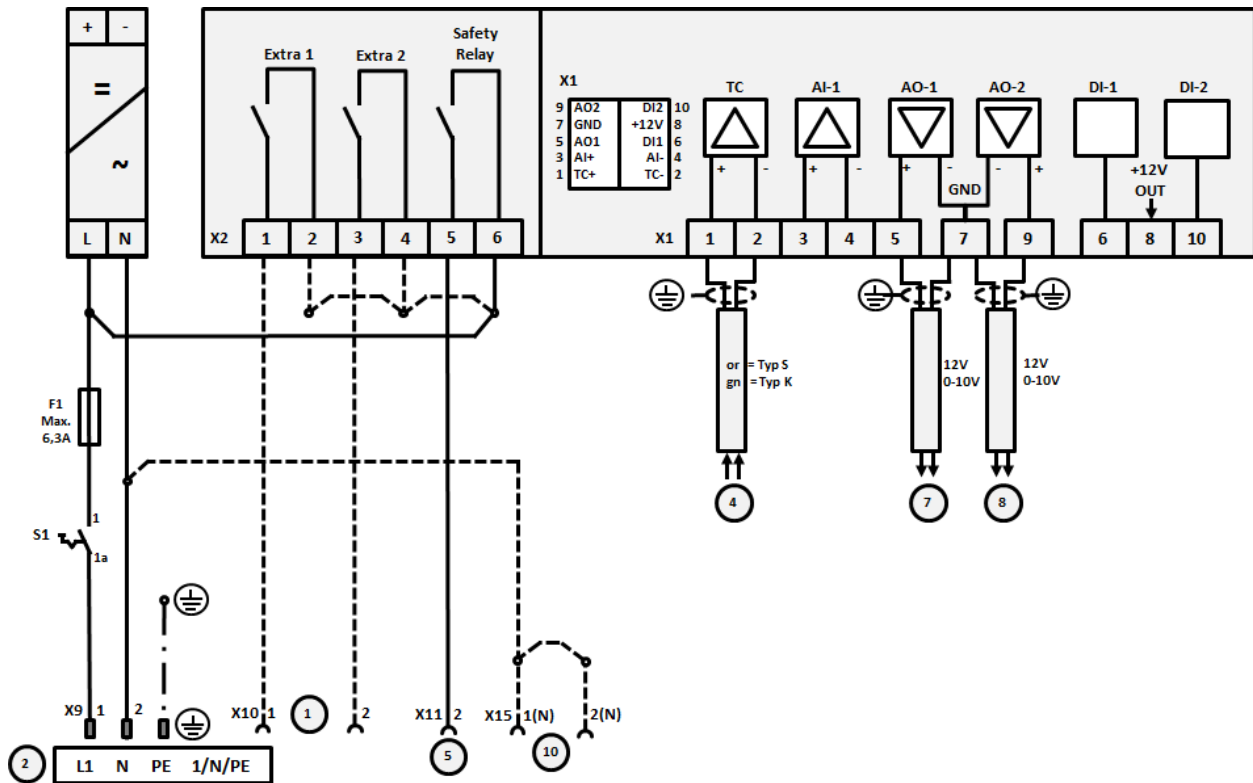 + -
=
~
L N
Extra 1
Extra 2
Safety
Relay
X2 1 2 3 4 5 6
X1
9 AO2 DI2 10
7 GND +12V 8
5 AO1 DI1 6
3 AI+ AI- 4
1 TC+ TC- 2
TC AI-1 AO-1 AO-2 DI-1 DI-2
+ - + - + - - +
GND
+12V
OUT
X1 1 2 3 4 5 7 9 6 8 10
or = Typ S
gn =Typ K
12V
0-10V
12V
0-10V
4 7 8
F1
Max.
6,3A
1
S1
1a
X9 1 2
X10 1 1 2
X11 2
X15 1(N) 2(N)
5
10
2
L1 N PE 1/N/PE